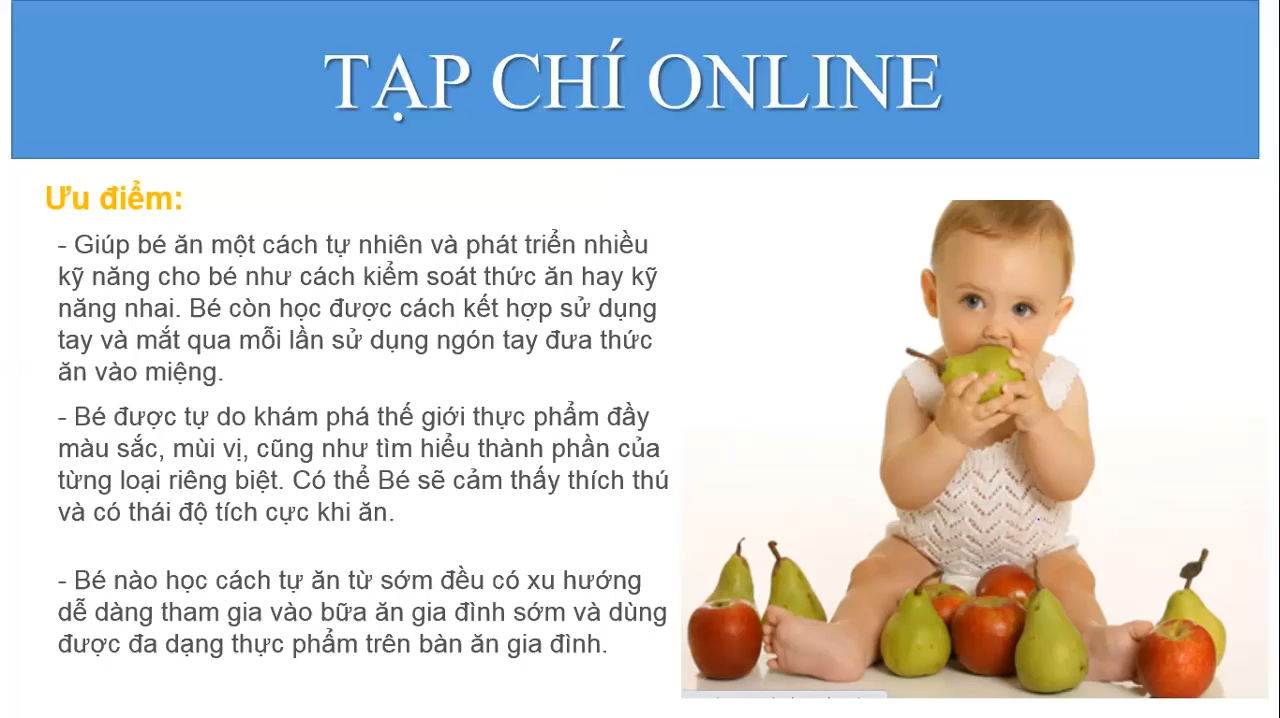 TẠP CHÍ ONLINE
Ưu điểm:
- Giúp bé ăn một cách tự nhiên và phát triển nhiều
kỹ năng cho bé như cách kiểm soát thức ăn hay kỹ
năng nhai. Bé còn học được cách kết hợp sử dụng
tay và mắt qua mỗi lần sử dụng ngón tay đưa thức
ăn vào miệng.
- Bé được tự do khám phá thế giới thực phẩm đầy
màu sắc, mùi vị, cũng như tìm hiểu thành phần của
từng loại riêng biệt. Có thể Bé sẽ cảm thấy thích thú
và có thái độ tích cực khi ăn.
- Bé nào học cách tự ăn từ sớm đều có xu hướng
dễ dàng tham gia vào bữa ăn gia đình sớm và dùng
được đa dạng thực phẩm trên bàn ăn gia đình.